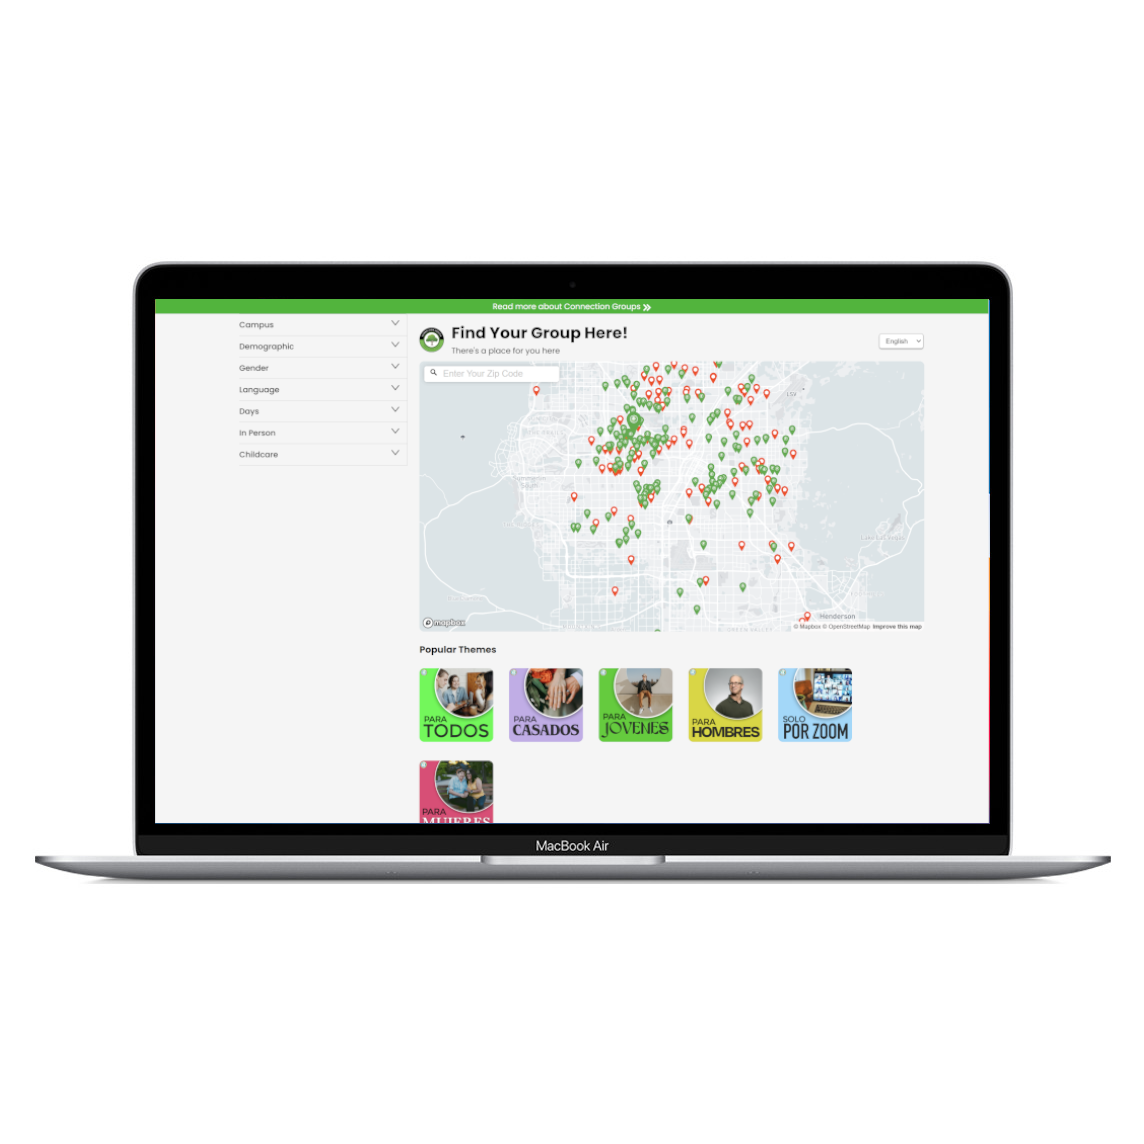 Read more about Connection Groups
Campus
Demographic
Gender
Language
Days
In Person
Childcare
Find Your Group Here!
There's a place for you here
English
Enter Your Zip Code
LSV
Henderson
mapbox
© Mapbox © OpenStreetMap Improve this map
Popular Themes
PARA
TODOS
PARA
CASADOS
PARA
JOVENES
PARA
HOMBRES
SOLO
POR ZOOM
PARA
MUJERES
MacBook Air